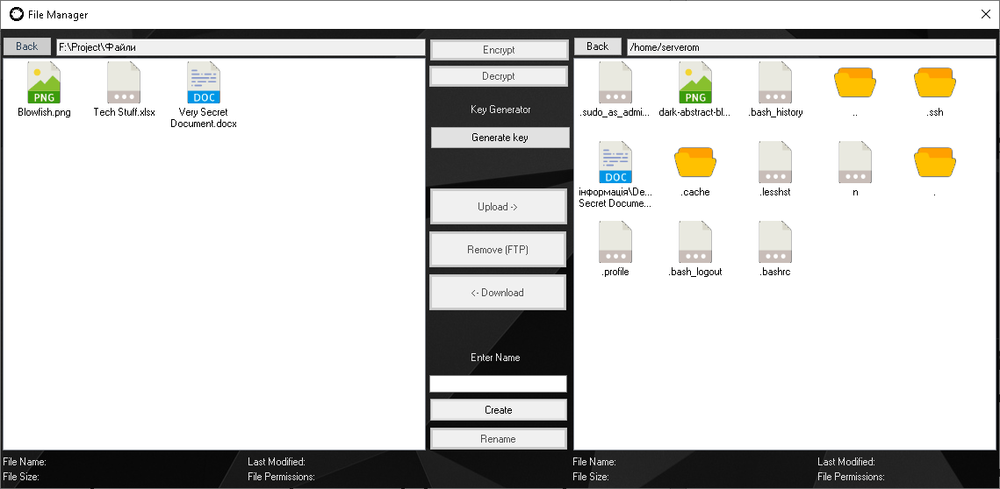 File Manager
Back
F:\Project\Файли
PNG
Blowfish.png
Tech Stuff.xlsx
DOC
Very Secret
Document.docx
Encrypt
Decrypt
Key Generator
Generate key
Upload ->
Remove (FTP)
<- Download
Enter Name
Create
Rename
Back
/home/serverom
.sudo_as_admi...
PNG
dark-abstract-bl...
.bash_history
..
.ssh
DOC
інформація\De...
Secret Docume...
.cache
.lesshst
n
.
.profile
.bash_logout
.bashrc
File Name:
Last Modified:
File Size:
File Permissions:
File Name:
Last Modified:
File Size:
File Permissions: